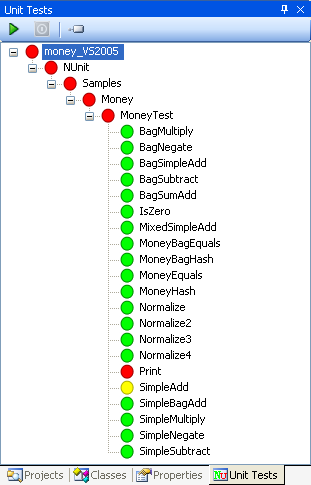 Unit Tests
money_VS2005
NUnit
Samples
Money
MoneyTest
BagMultiply
BagNegate
BagSimpleAdd
BagSubtract
BagSumAdd
IsZero
MixedSimpleAdd
MoneyBagEquals
MoneyBagHash
MoneyEquals
MoneyHash
Normalize
Normalize2
Normalize3
Normalize4
Print
SimpleAdd
SimpleBagAdd
SimpleMultiply
SimpleNegate
SimpleSubtract
Projects Classes Properties Unit Tests